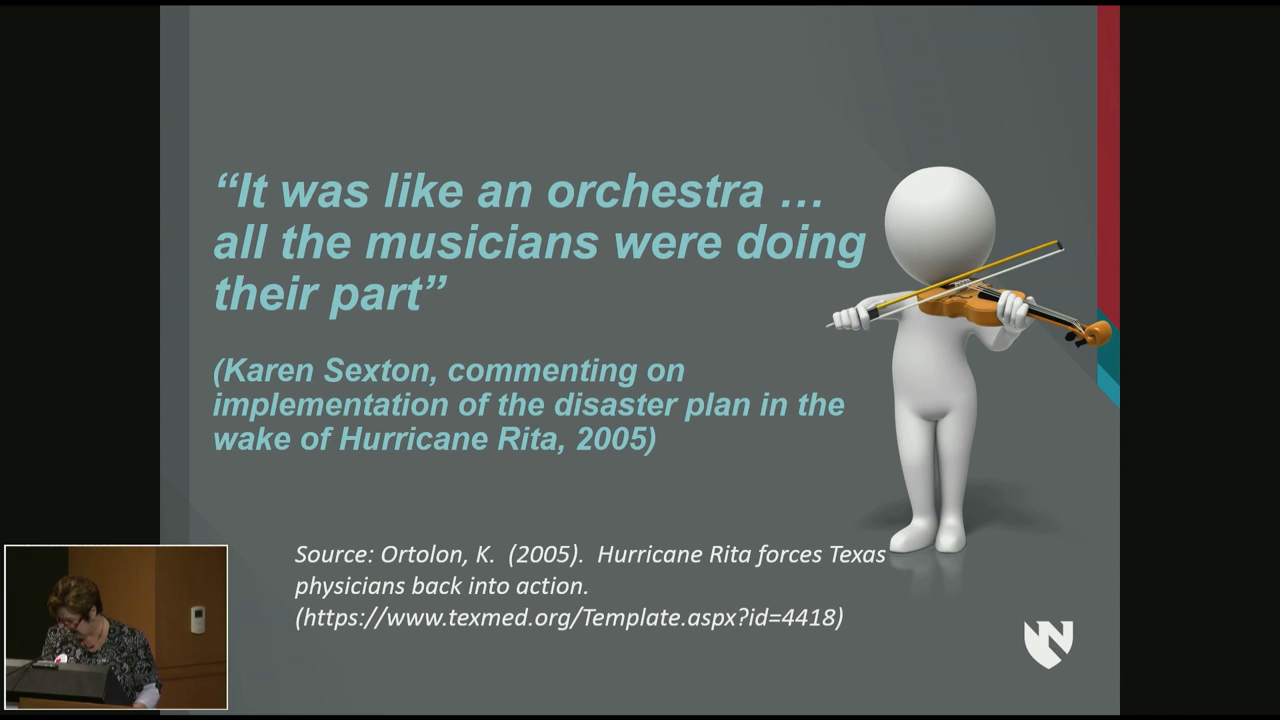 “It was like an orchestra …
all the musicians were doing
their part”
(Karen Sexton, commenting on
implementation of the disaster plan in the
wake of Hurricane Rita, 2005)
Source: Ortolon, K.  (2005).  Hurricane Rita forces Texas
physicians back into action.
(https://www.texmed.org/Template.aspx?id=4418)